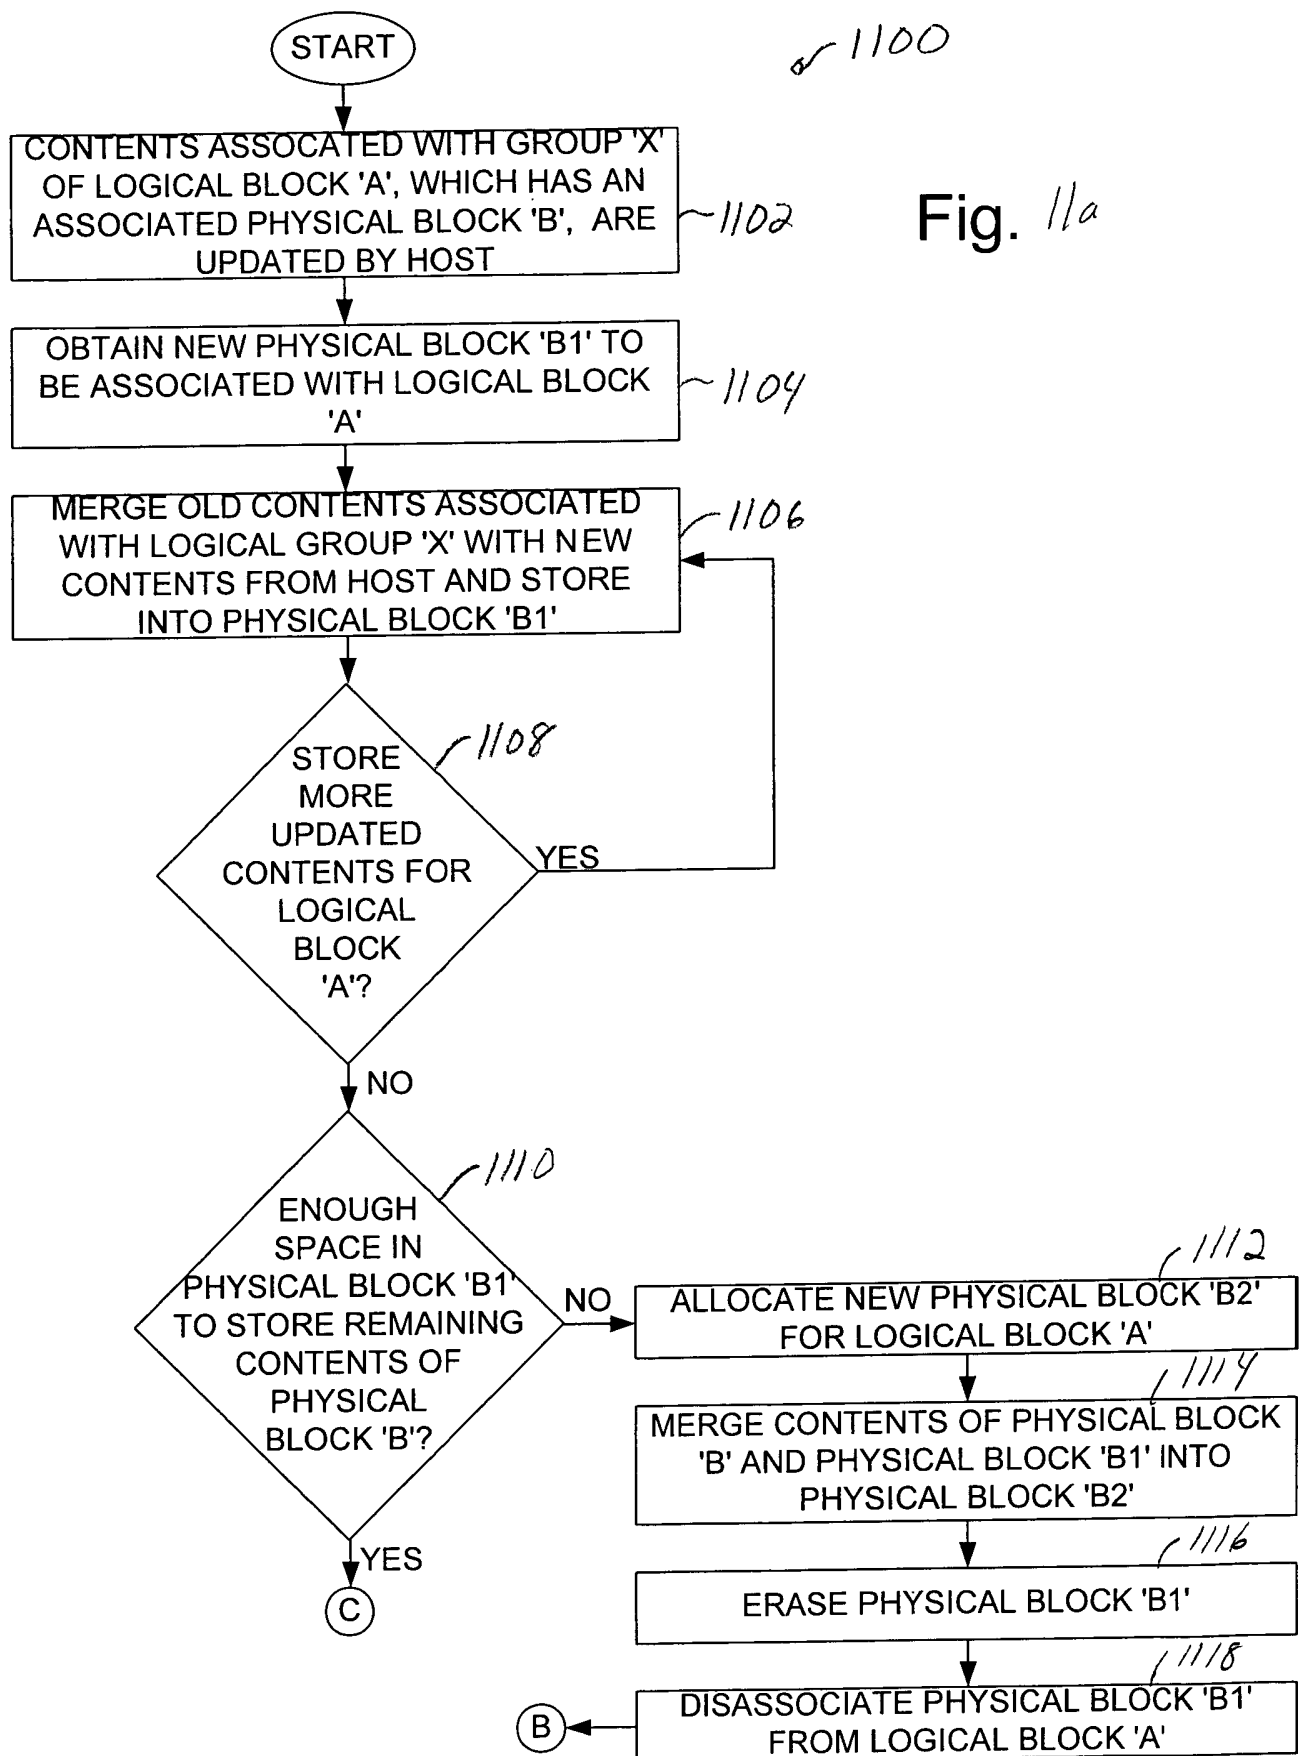 START
1100
CONTENTS ASSOCATED WITH GROUP 'X'
OF LOGICAL BLOCK 'A', WHICH HAS AN
ASSOCIATED PHYSICAL BLOCK 'B', ARE
UPDATED BY HOST
1102
Fig. 11a
OBTAIN NEW PHYSICAL BLOCK 'B1' TO
BE ASSOCIATED WITH LOGICAL BLOCK
'A'
1104
MERGE OLD CONTENTS ASSOCIATED
WITH LOGICAL GROUP 'X' WITH NEW
CONTENTS FROM HOST AND STORE
INTO PHYSICAL BLOCK 'B1'
1106
STORE
MORE
UPDATED
CONTENTS FOR
LOGICAL
BLOCK
'A'?
1108
YES
NO
ENOUGH
SPACE IN
PHYSICAL BLOCK 'B1'
TO STORE REMAINING
CONTENTS OF
PHYSICAL
BLOCK 'B'?
1110
NO
YES
C
1112
ALLOCATE NEW PHYSICAL BLOCK 'B2'
FOR LOGICAL BLOCK 'A'
1114
MERGE CONTENTS OF PHYSICAL BLOCK
'B' AND PHYSICAL BLOCK 'B1' INTO
PHYSICAL BLOCK 'B2'
1116
ERASE PHYSICAL BLOCK 'B1'
1118
DISASSOCIATE PHYSICAL BLOCK 'B1'
FROM LOGICAL BLOCK 'A'
B